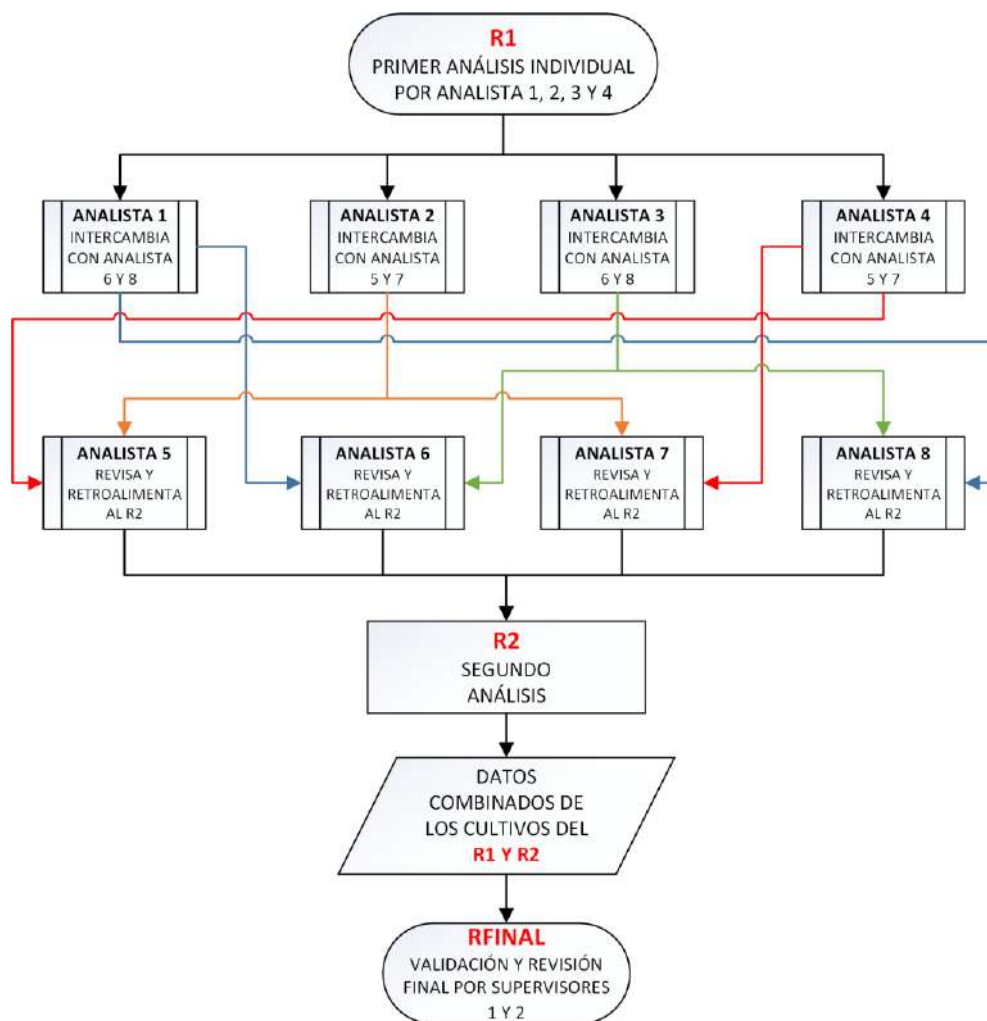 R1
PRIMER ANÁLISIS INDIVIDUAL
POR ANALISTA 1, 2, 3 Y 4
ANALISTA 1
INTERCAMBIA
CON ANALISTA
6 Y 8
ANALISTA 2
INTERCAMBIA
CON ANALISTA
5 Y 7
ANALISTA 3
INTERCAMBIA
CON ANALISTA
6 Y 8
ANALISTA 4
INTERCAMBIA
CON ANALISTA
5 Y 7
ANALISTA 5
REVISA Y
RETROALIMENTA
AL R2
ANALISTA 6
REVISA Y
RETROALIMENTA
AL R2
ANALISTA 7
REVISA Y
RETROALIMENTA
AL R2
ANALISTA 8
REVISA Y
RETROALIMENTA
AL R2
R2
SEGUNDO
ANÁLISIS
DATOS
COMBINADOS DE
LOS CULTIVOS DEL
R1 Y R2
RFINAL
VALIDACIÓN Y REVISIÓN
FINAL POR SUPERVISORES
1 Y 2